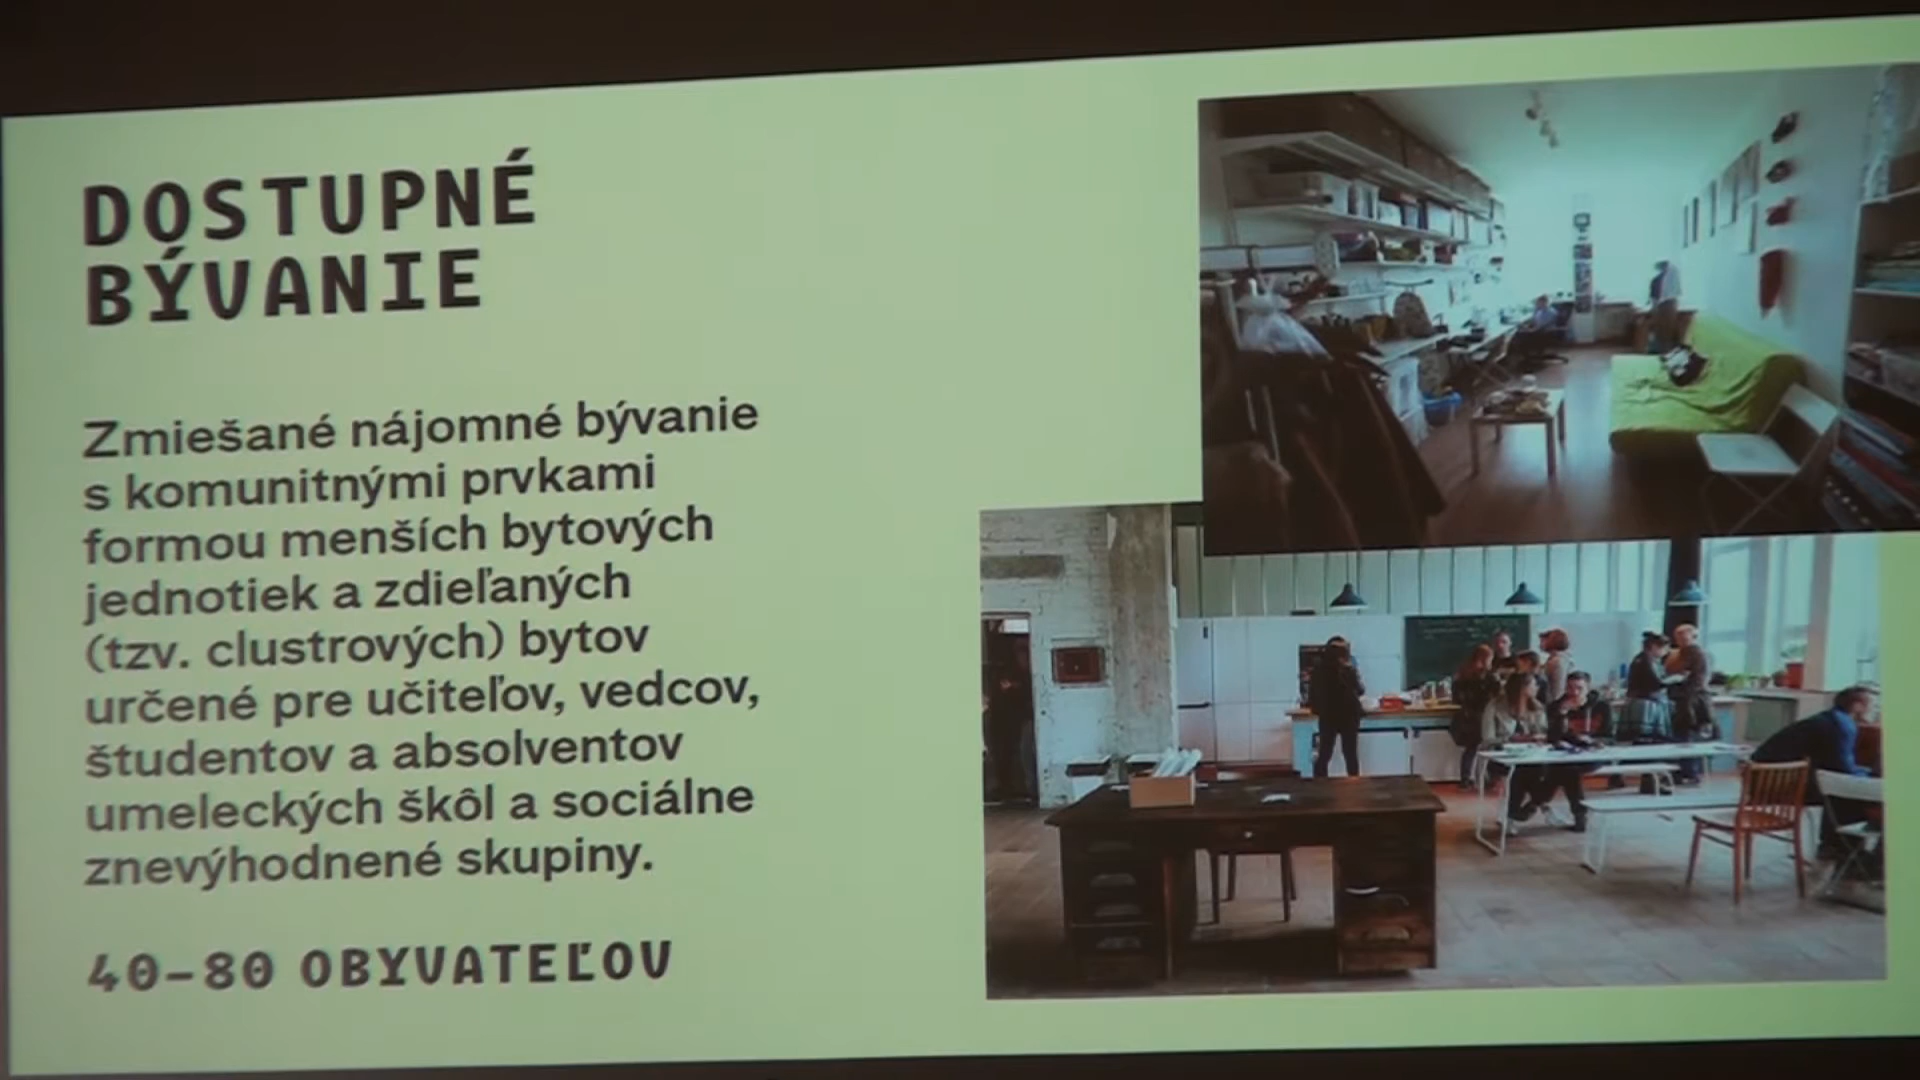 DOSTUPNÉ
BÝVANIE
Zmiešané nájomné bývanie
s komunitnými prvkami
formou menších bytových
jednotiek a zdieľaných
(tzv. clustrových) bytov
určené pre učiteľov, vedcov,
študentov a absolventov
umeleckých škôl a sociálne
znevýhodnené skupiny.
40–80 OBYVATEĽOV